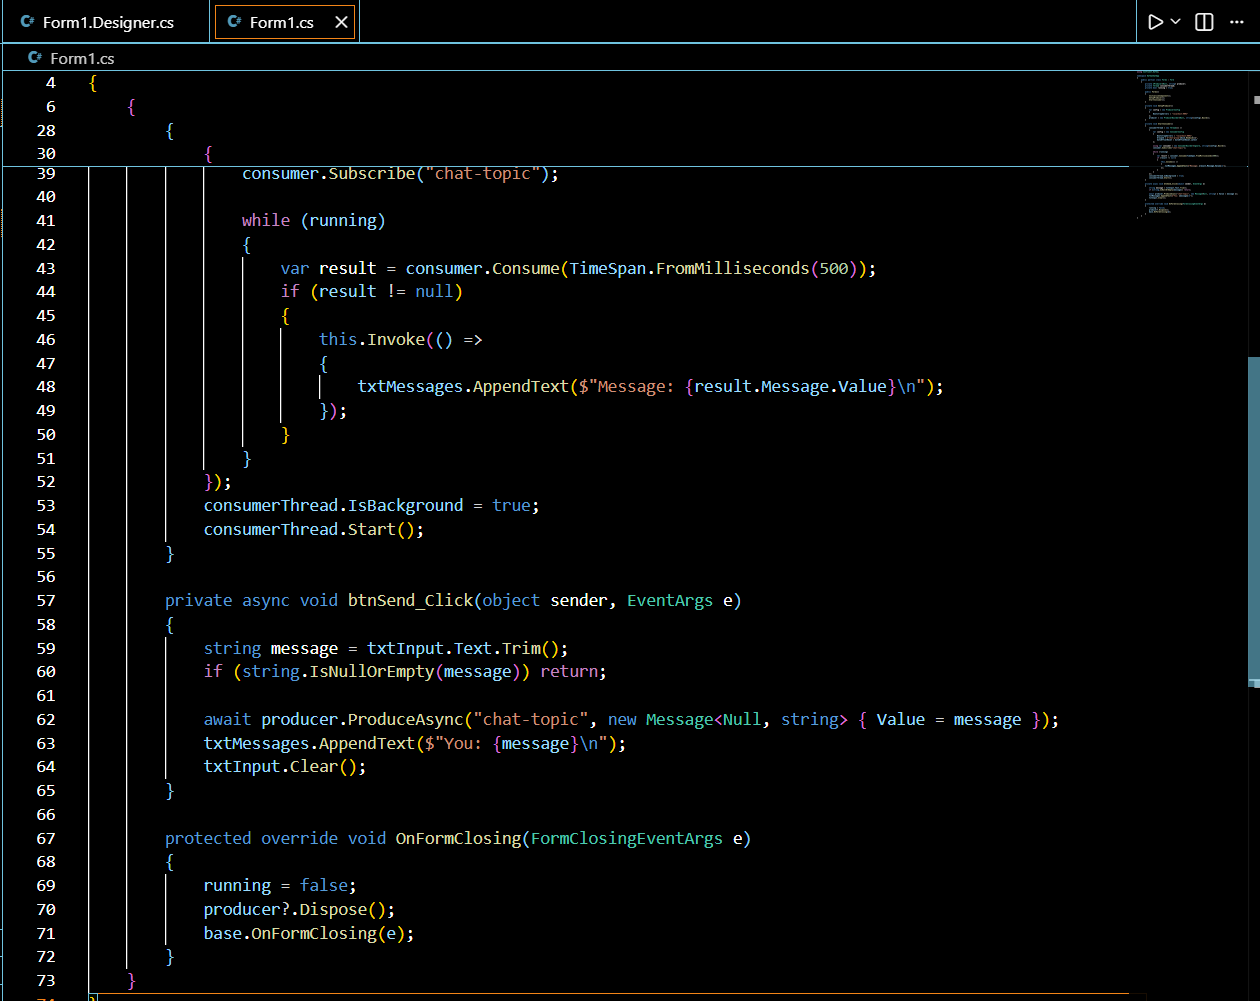 Form1.Designer.cs
Form1.cs
Form1.cs
4 {
6 {
28 {
30 {
39 consumer.Subscribe("chat-topic");
40
41 while (running)
42 {
43 var result = consumer.Consume(TimeSpan.FromMilliseconds(500));
44 if (result != null)
45 {
46 this.Invoke(() =>
47 {
48 txtMessages.AppendText($"Message: {result.Message.Value}\n");
49 });
50 }
51 }
52 });
53 consumerThread.IsBackground = true;
54 consumerThread.Start();
55 }
56
57 private async void btnSend_Click(object sender, EventArgs e)
58 {
59 string message = txtInput.Text.Trim();
60 if (string.IsNullOrEmpty(message)) return;
61
62 await producer.ProduceAsync("chat-topic", new Message<Null, string> { Value = message });
63 txtMessages.AppendText($"You: {message}\n");
64 txtInput.Clear();
65 }
66
67 protected override void OnFormClosing(FormClosingEventArgs e)
68 {
69 running = false;
70 producer?.Dispose();
71 base.OnFormClosing(e);
72 }
73 }